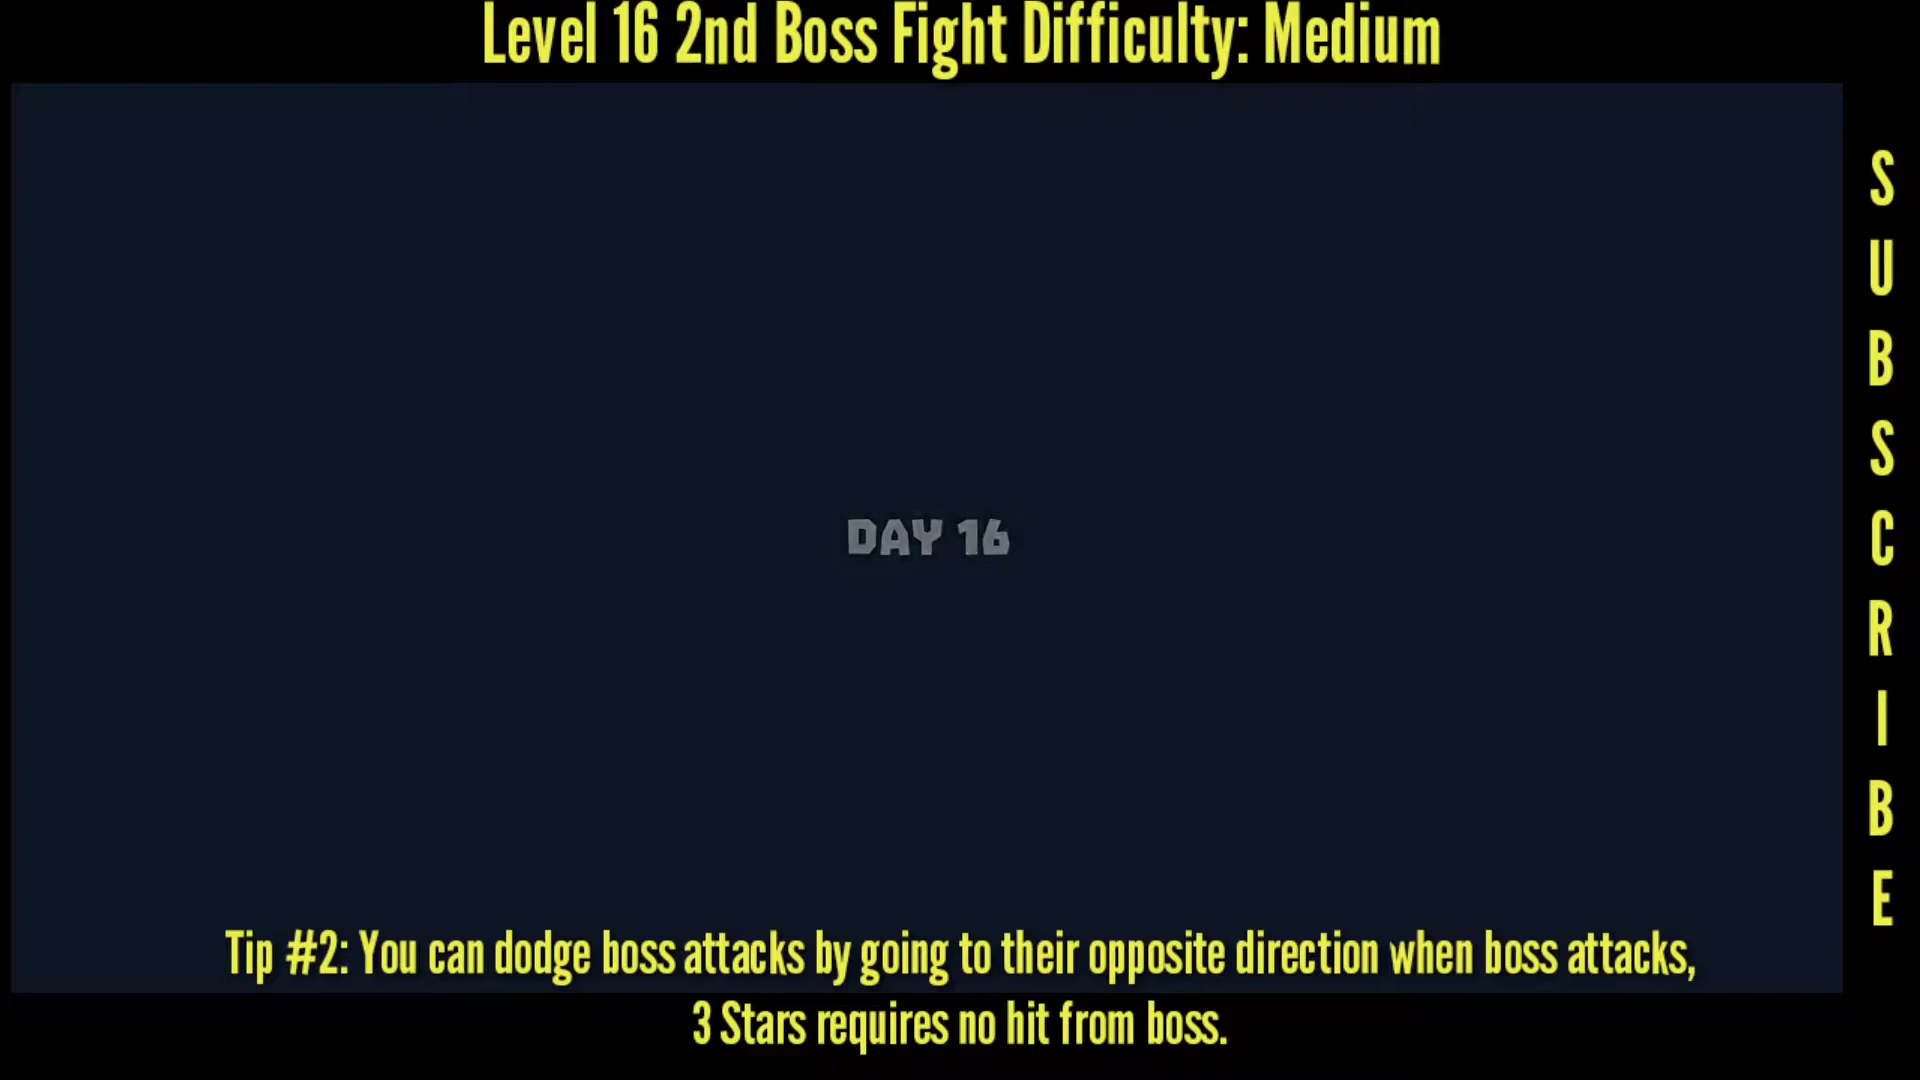 Level 16 2nd Boss Fight Difficulty: Medium
DAY 16
Tip #2: You can dodge boss attacks by going to their opposite direction when boss attacks,
3 Stars requires no hit from boss.
S
U
B
S
C
R
I
B
E